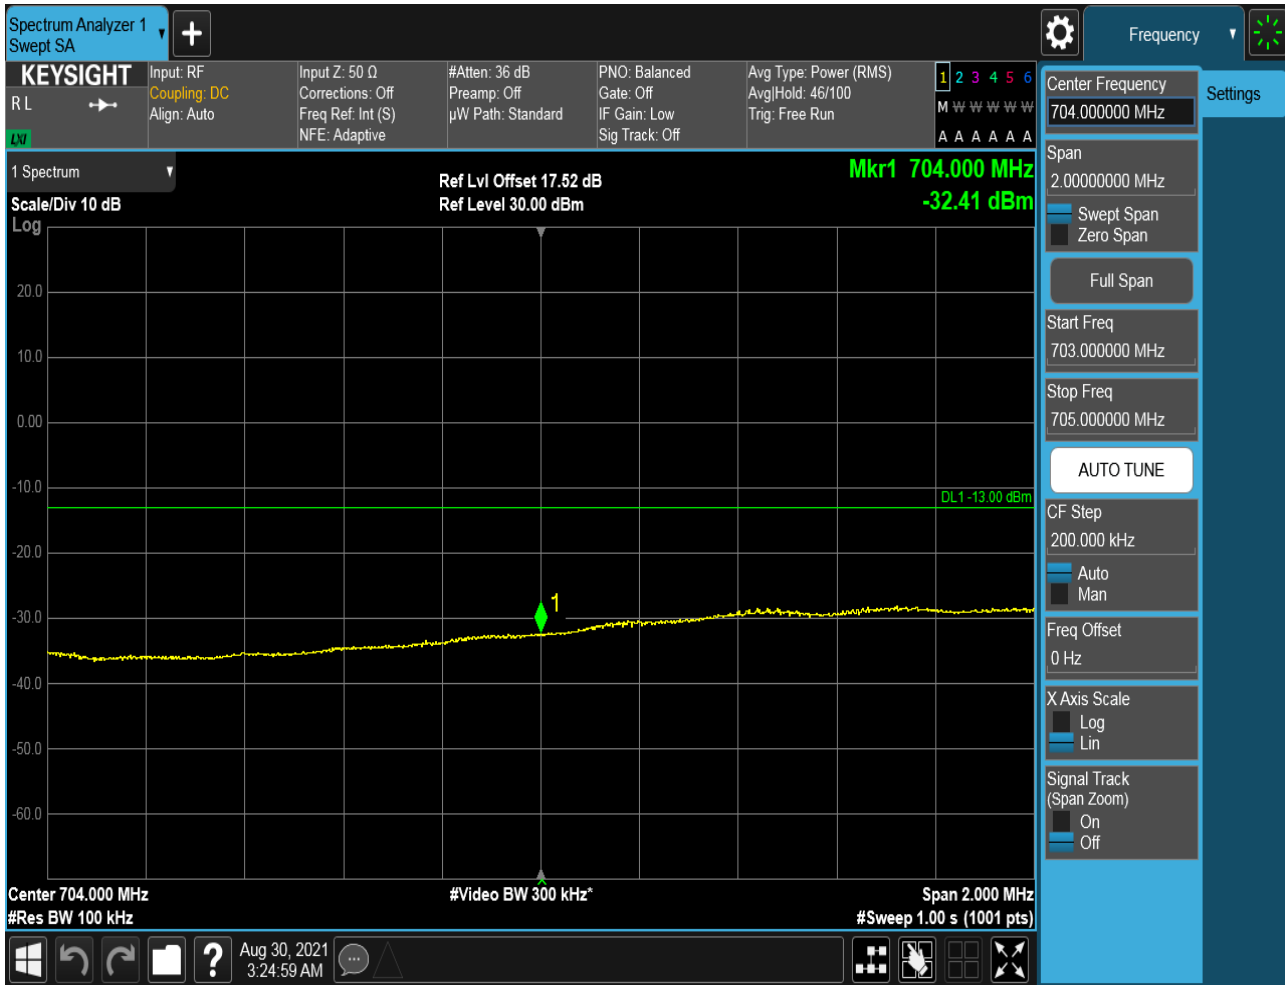 Spectrum Analyzer 1
Swept SA
+
Frequency
KEYSIGHT
R L
LXI
Input: RF
Coupling: DC
Align: Auto
Input Z: 50 Ω
Corrections: Off
Freq Ref: Int (S)
NFE: Adaptive
#Atten: 36 dB
Preamp: Off
µW Path: Standard
PNO: Balanced
Gate: Off
IF Gain: Low
Sig Track: Off
Avg Type: Power (RMS)
Avg|Hold: 46/100
Trig: Free Run
1 2 3 4 5 6
M W W W W W
A A A A A A
1 Spectrum
Scale/Div 10 dB
Log
Ref Lvl Offset 17.52 dB
Ref Level 30.00 dBm
Mkr1 704.000 MHz
-32.41 dBm
20.0
10.0
0.00
-10.0
DL1 -13.00 dBm
-20.0
1
-30.0
-40.0
-50.0
-60.0
Center 704.000 MHz
#Video BW 300 kHz*
Span 2.000 MHz
#Res BW 100 kHz
#Sweep 1.00 s (1001 pts)
Center Frequency
704.000000 MHz
Settings
Span
2.00000000 MHz
Swept Span
Zero Span
Full Span
Start Freq
703.000000 MHz
Stop Freq
705.000000 MHz
AUTO TUNE
CF Step
200.000 kHz
Auto
Man
Freq Offset
0 Hz
X Axis Scale
Log
Lin
Signal Track
(Span Zoom)
On
Off
?
Aug 30, 2021
3:24:59 AM